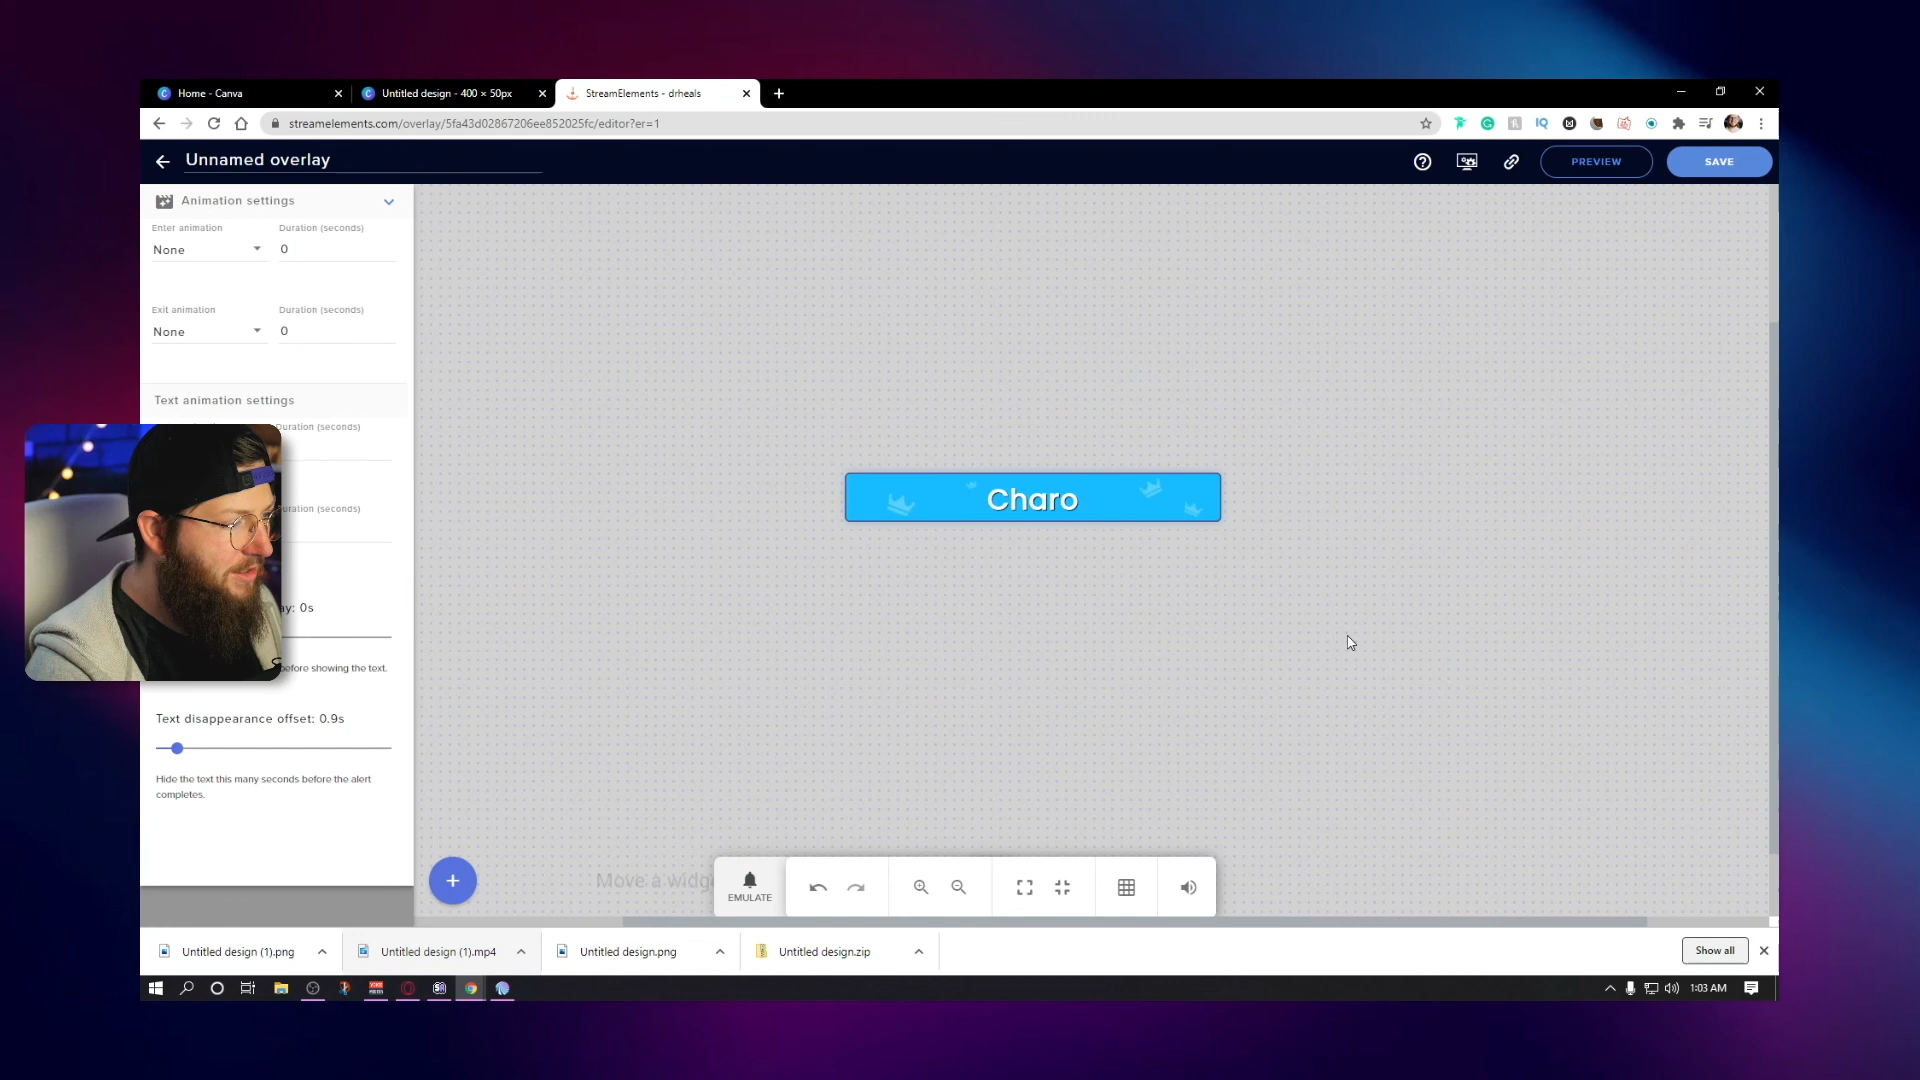 Home - Canva
Untitled design - 400 × 50px
StreamElements - drheals
streamelements.com/overlay/5fa43d02867206ee852025fc/editor?er=1
Unnamed overlay
PREVIEW
SAVE
Animation settings
Enter animation
Duration (seconds)
None
0
Exit animation
Duration (seconds)
None
0
Text animation settings
Duration (seconds)
(seconds)
0s
before showing the text.
Text disappearance offset: 0.9s
Hide the text this many seconds before the alert
completes.
Charo
Move a
EMULATE
Untitled design (1).png
Untitled design (1).mp4
Untitled design.png
Untitled design.zip
Show all
1:03 AM